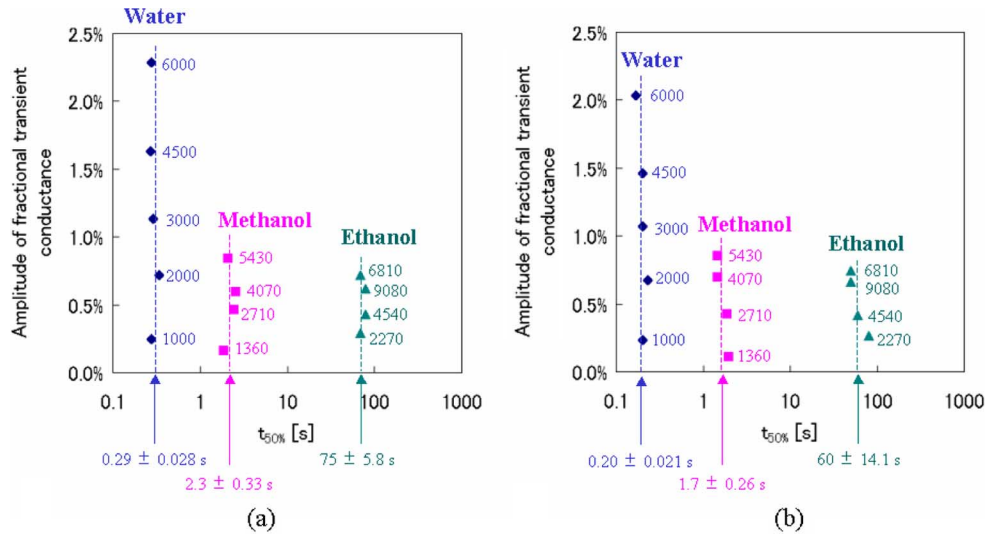 Water
2.5%
2.0%
1.5%
1.0%
0.5%
0.0%
Amplitude of fractional transient
conductance
6000
4500
3000
2000
1000
Methanol
5430
4070
2710
1360
Ethanol
6810
9080
4540
2270
0.1 1 10 100 1000
t50% [s]
0.29 ± 0.028 s
75 ± 5.8 s
2.3 ± 0.33 s
(a)
2.5%
2.0%
1.5%
1.0%
0.5%
0.0%
Amplitude of fractional transient
conductance
Water
6000
4500
3000
2000
1000
Methanol
5430
4070
2710
1360
Ethanol
6810
9080
4540
2270
0.1 1 10 100 1000
t50% [s]
0.20 ± 0.021 s
60 ± 14.1 s
1.7 ± 0.26 s
(b)